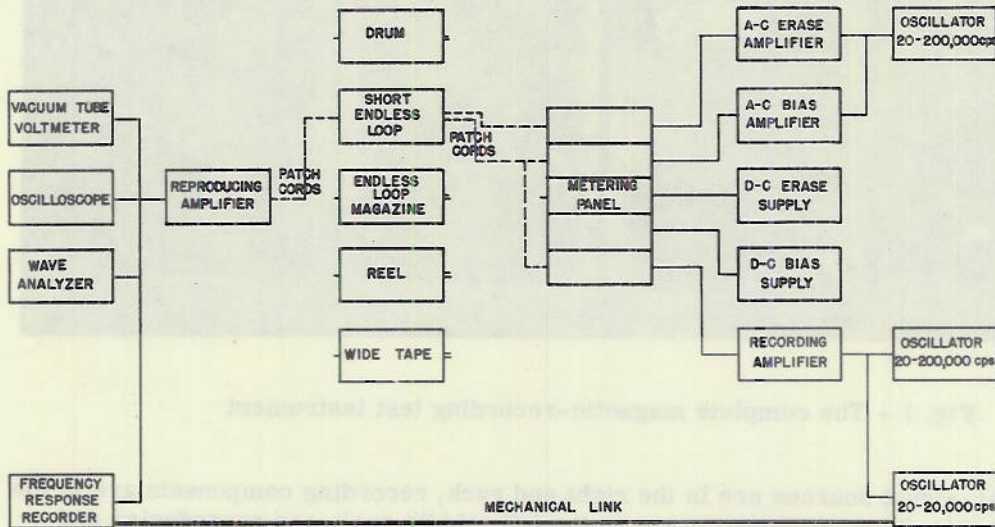 DRUM
A-C ERASE
AMPLIFIER
OSCILLATOR
20-200,000cps
VACUUM TUBE
VOLTMETER
SHORT
ENDLESS
LOOP
PATCH
CORDS
A-C BIAS
AMPLIFIER
OSCILLOSCOPE
REPRODUCING
AMPLIFIER
PATCH
CORDS
ENDLESS
LOOP
MAGAZINE
METERING
PANEL
D-C ERASE
SUPPLY
WAVE
ANALYZER
REEL
D-C BIAS
SUPPLY
WIDE TAPE
RECORDING
AMPLIFIER
OSCILLATOR
20-200,000 cps
Fig. 1 - The complete magnetic-recording test instrument
FREQUENCY
RESPONSE
RECORDER
MECHANICAL LINK
OSCILLATOR
20-20,000 cps